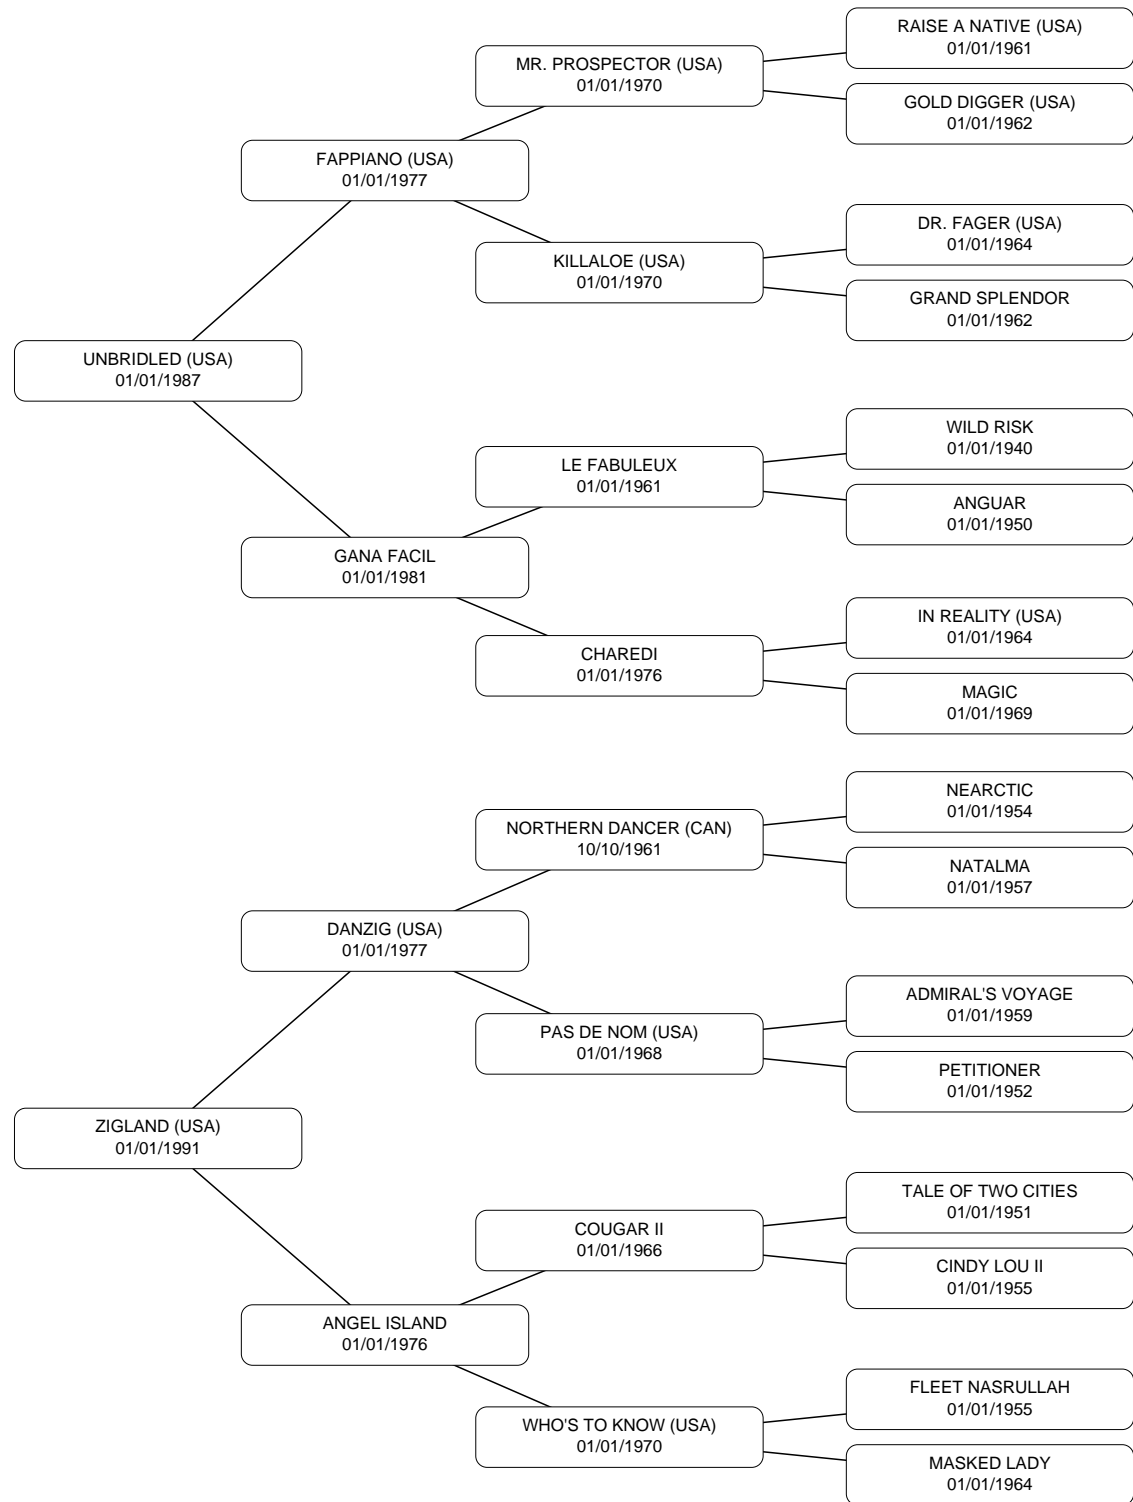 RAISE A NATIVE (USA)
01/01/1961
MR. PROSPECTOR (USA)
01/01/1970
GOLD DIGGER (USA)
01/01/1962
FAPPIANO (USA)
01/01/1977
DR. FAGER (USA)
01/01/1964
KILLALOE (USA)
01/01/1970
GRAND SPLENDOR
01/01/1962
UNBRIDLED (USA)
01/01/1987
WILD RISK
01/01/1940
LE FABULEUX
01/01/1961
ANGUAR
01/01/1950
GANA FACIL
01/01/1981
IN REALITY (USA)
01/01/1964
CHAREDI
01/01/1976
MAGIC
01/01/1969
NEARCTIC
01/01/1954
NORTHERN DANCER (CAN)
10/10/1961
NATALMA
01/01/1957
DANZIG (USA)
01/01/1977
ADMIRAL'S VOYAGE
01/01/1959
PAS DE NOM (USA)
01/01/1968
PETITIONER
01/01/1952
ZIGLAND (USA)
01/01/1991
TALE OF TWO CITIES
01/01/1951
COUGAR II
01/01/1966
CINDY LOU II
01/01/1955
ANGEL ISLAND
01/01/1976
FLEET NASRULLAH
01/01/1955
WHO'S TO KNOW (USA)
01/01/1970
MASKED LADY
01/01/1964